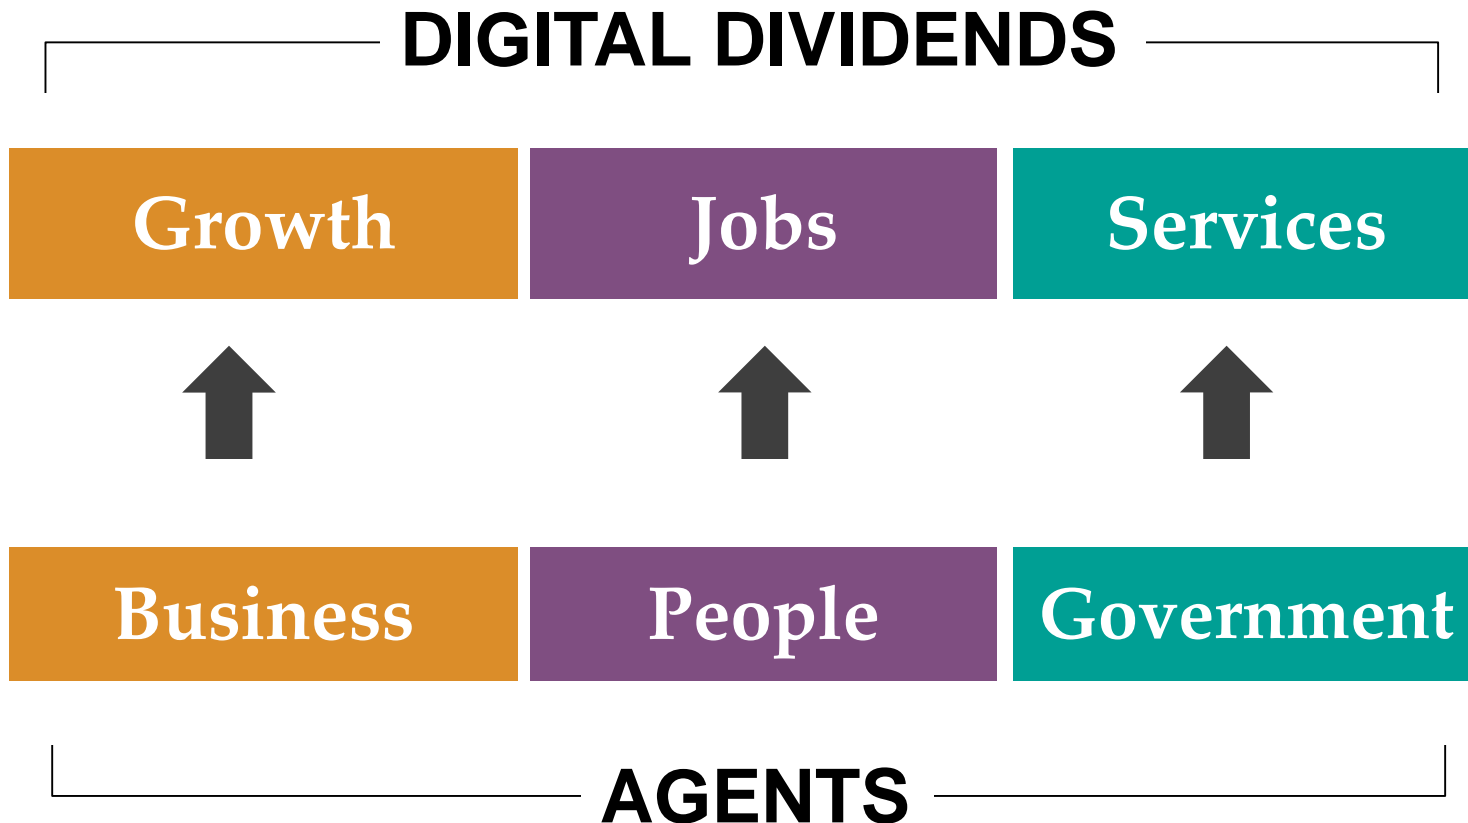 DIGITAL DIVIDENDS
Growth
Jobs
Services
Business
People
Government
AGENTS